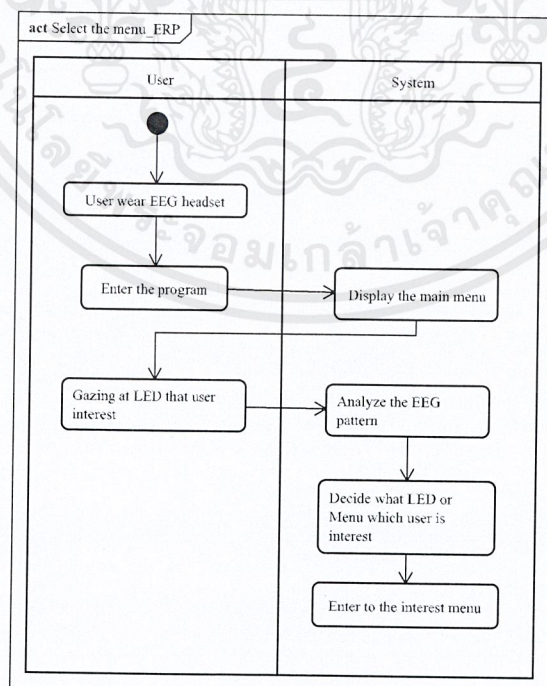 act Select the menu_ERP
User
System
User wear EEG headset
Enter the program
Display the main menu
Gazing at LED that user
interest
Analyze the EEG
pattern
Decide what LED or
Menu which user is
interest
Enter to the interest menu